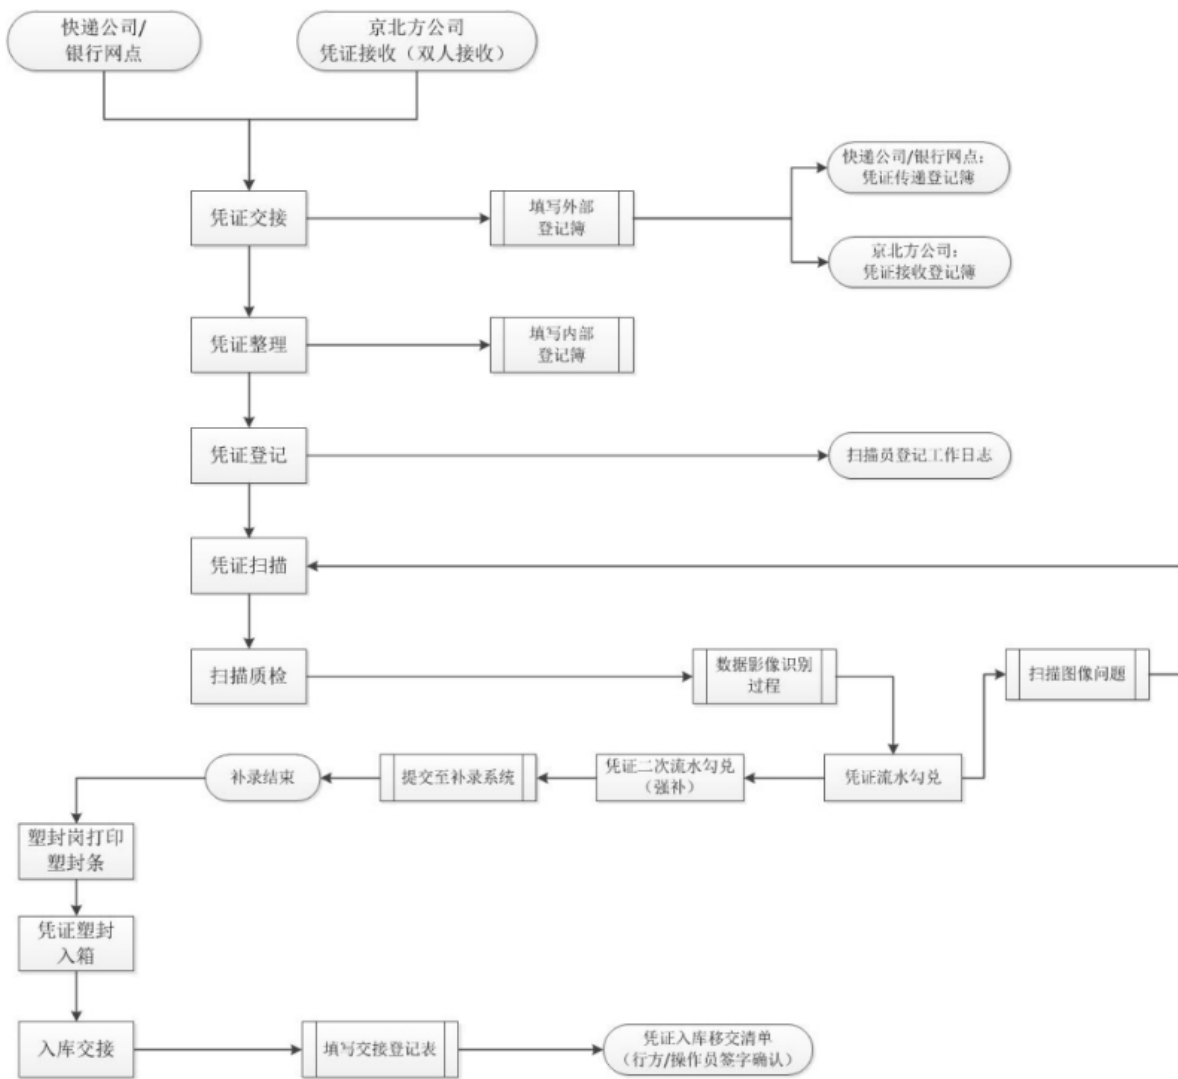 快递公司/
银行网点
京北方公司
凭证接收（双人接收）
快递公司/银行网点：
凭证传递登记簿
凭证交接
填写外部
登记簿
京北方公司：
凭证接收登记簿
凭证整理
填写内部
登记簿
凭证登记
扫描员登记工作日志
凭证扫描
扫描质检
数据影像识别
过程
扫描图像问题
补录结束
提交至补录系统
凭证二次流水勾兑
（强补）
凭证流水勾兑
塑封岗打印
塑封条
凭证塑封
入箱
入库交接
填写交接登记表
凭证入库移交清单
（行方/操作员签字确认）